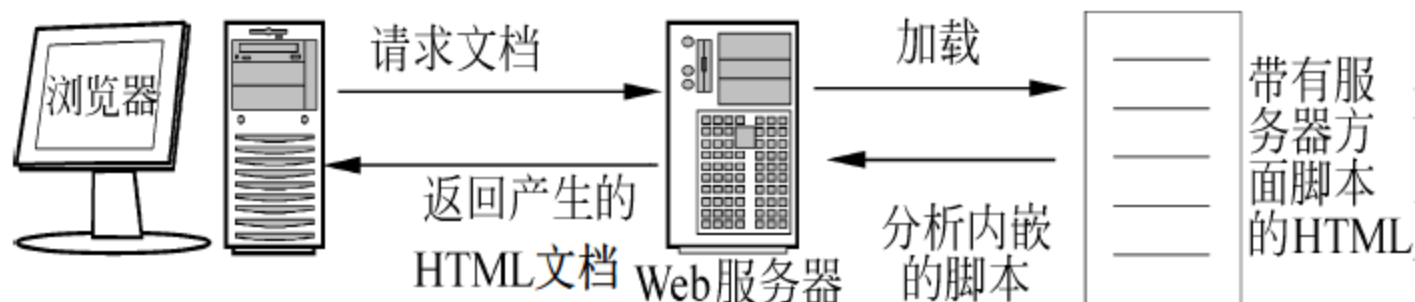 浏览器
请求文档
返回产生的
HTML文档
Web服务器
加载
分析内嵌
的脚本
带有服
务器方
面脚本
的HTML